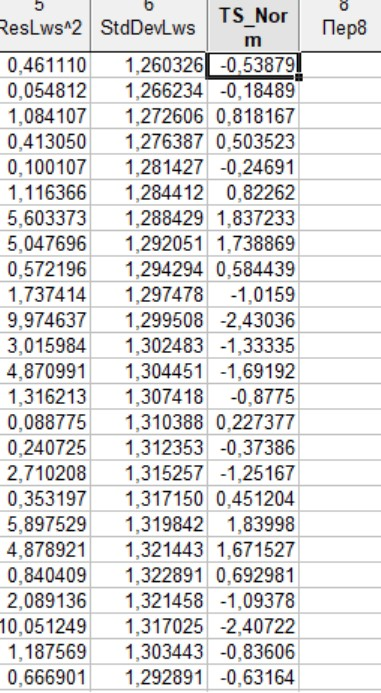 5 6 TS_Nor 8
ResLws^2 StdDevLws m Пер8
0,461110 1,260326 -0,53879
0,054812 1,266234 -0,18489
1,084107 1,272606 0,818167
0,413050 1,276387 0,503523
0,100107 1,281427 -0,24691
1,116366 1,284412 0,82262
5,603373 1,288429 1,837233
5,047696 1,292051 1,738869
0,572196 1,294294 0,584439
1,737414 1,297478 -1,0159
9,974637 1,299508 -2,43036
3,015984 1,302483 -1,33335
4,870991 1,304451 -1,69192
1,316213 1,307418 -0,8775
0,088775 1,310388 0,227377
0,240725 1,312353 -0,37386
2,710208 1,315257 -1,25167
0,353197 1,317150 0,451204
5,897529 1,319842 1,83998
4,878921 1,321443 1,671527
0,840409 1,322891 0,692981
2,089136 1,321458 -1,09378
10,051249 1,317025 -2,40722
1,187569 1,303443 -0,83606
0,666901 1,292891 -0,63164